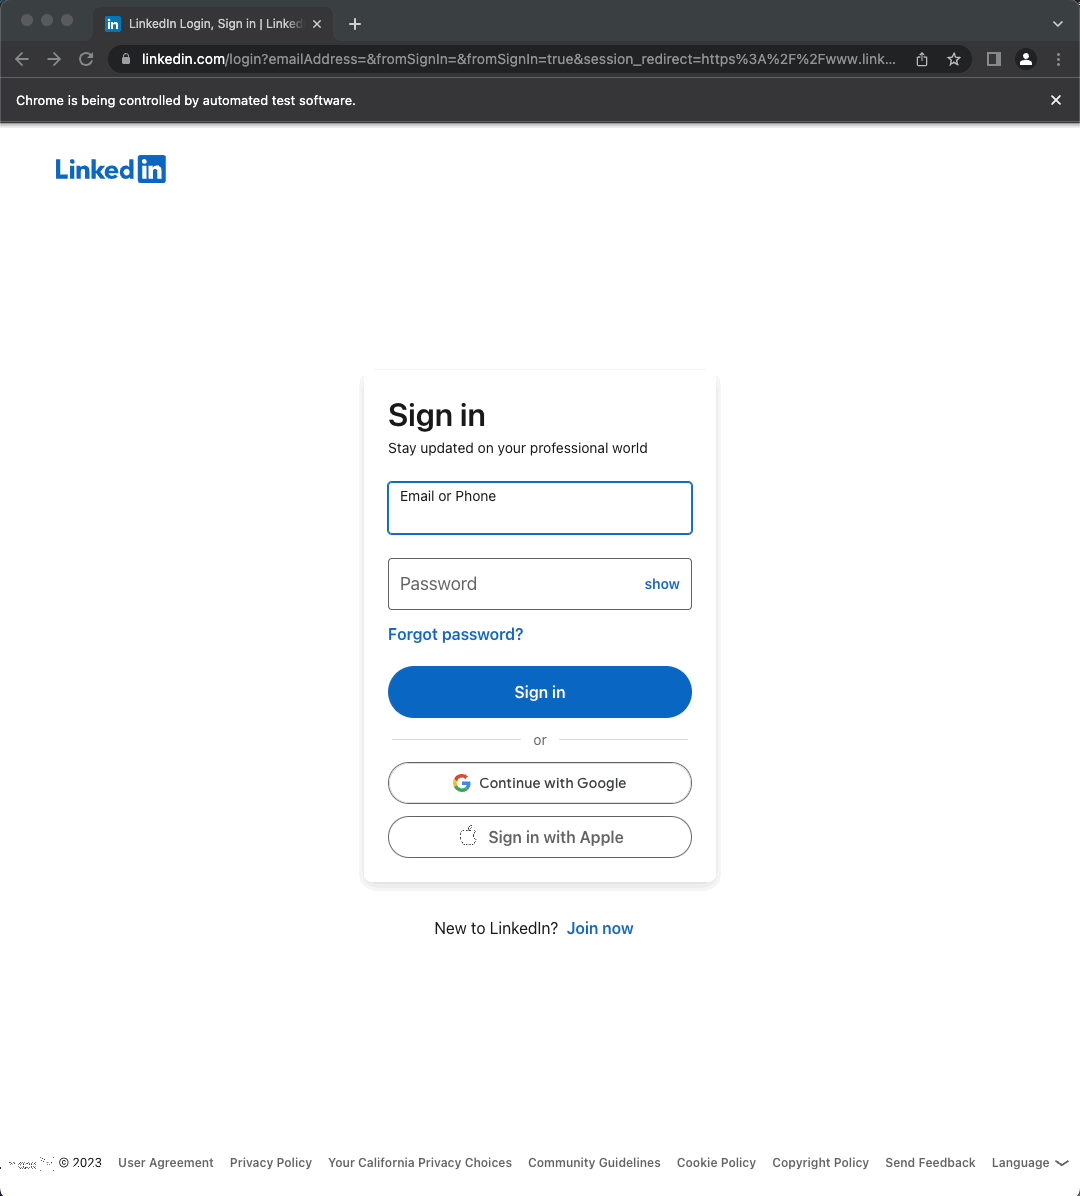 LinkedIn Login, Sign in | Linked
linkedin.com/login?emailAddress=&fromSignIn=&fromSignIn=true&session_redirect=https%3A%2F%2Fwww.link...
Chrome is being controlled by automated test software.
Linked in
Sign in
Stay updated on your professional world
Email or Phone
Password show
Forgot password?
Sign in
or
Continue with Google
Sign in with Apple
New to LinkedIn? Join now
© 2023 User Agreement Privacy Policy Your California Privacy Choices Community Guidelines Cookie Policy Copyright Policy Send Feedback Language